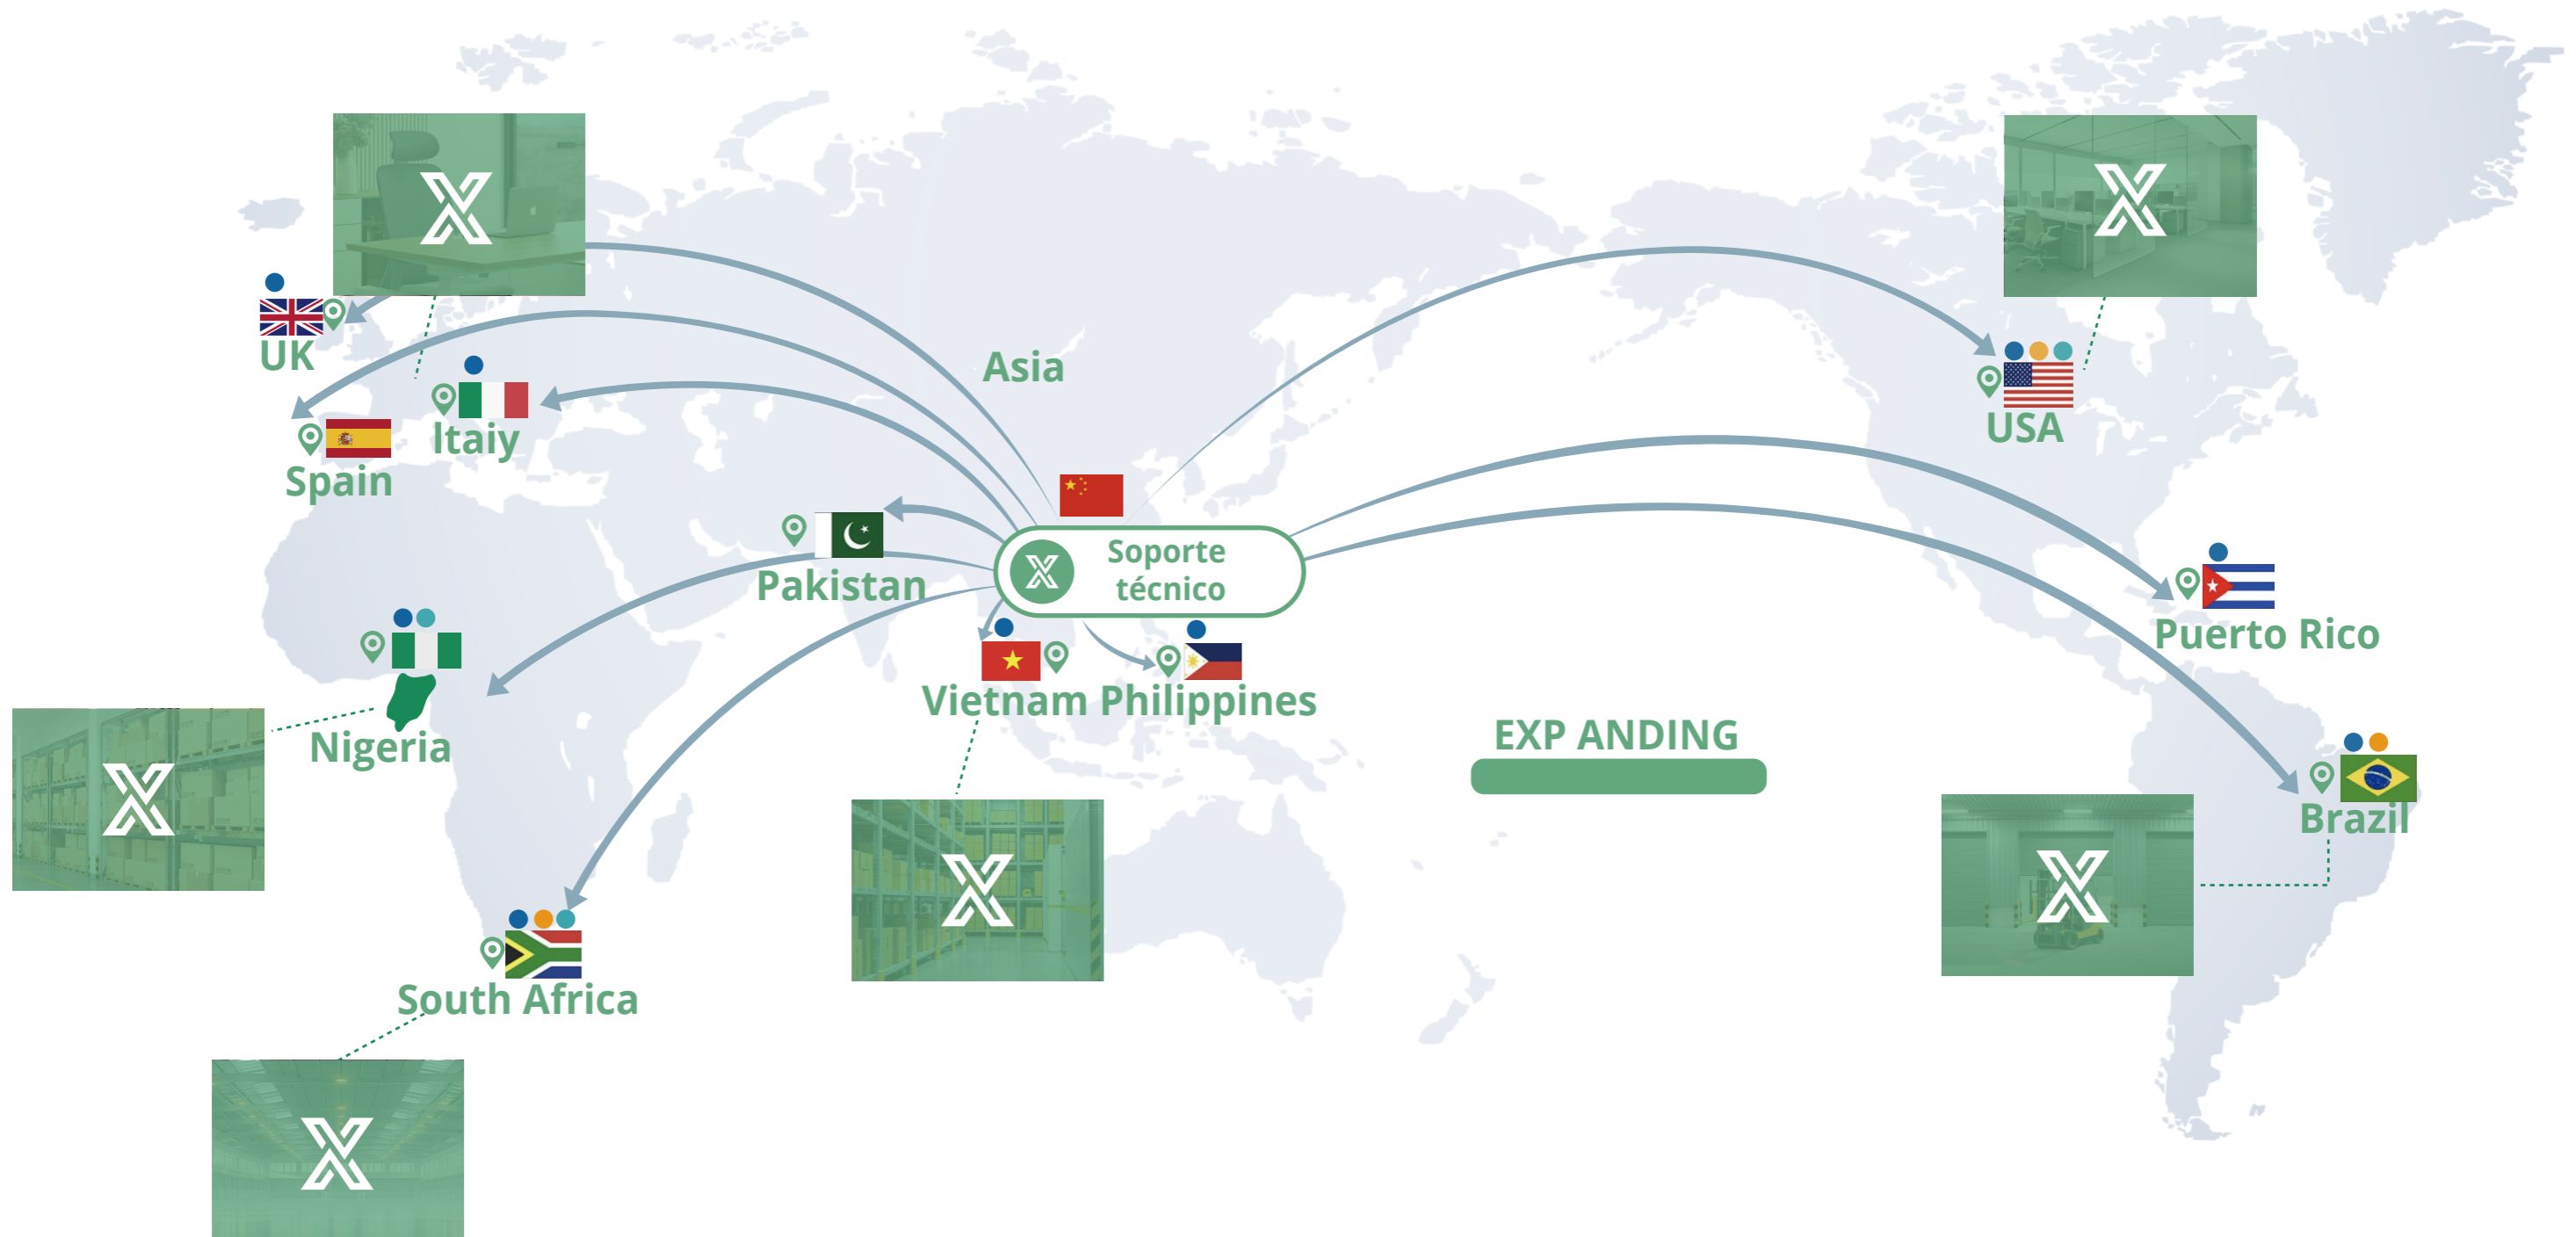 UK
Asia
Itaiy
USA
Spain
Soporte
técnico
Pakistan
Puerto Rico
Vietnam
Philippines
EXP ANDING
Nigeria
Brazil
South Africa